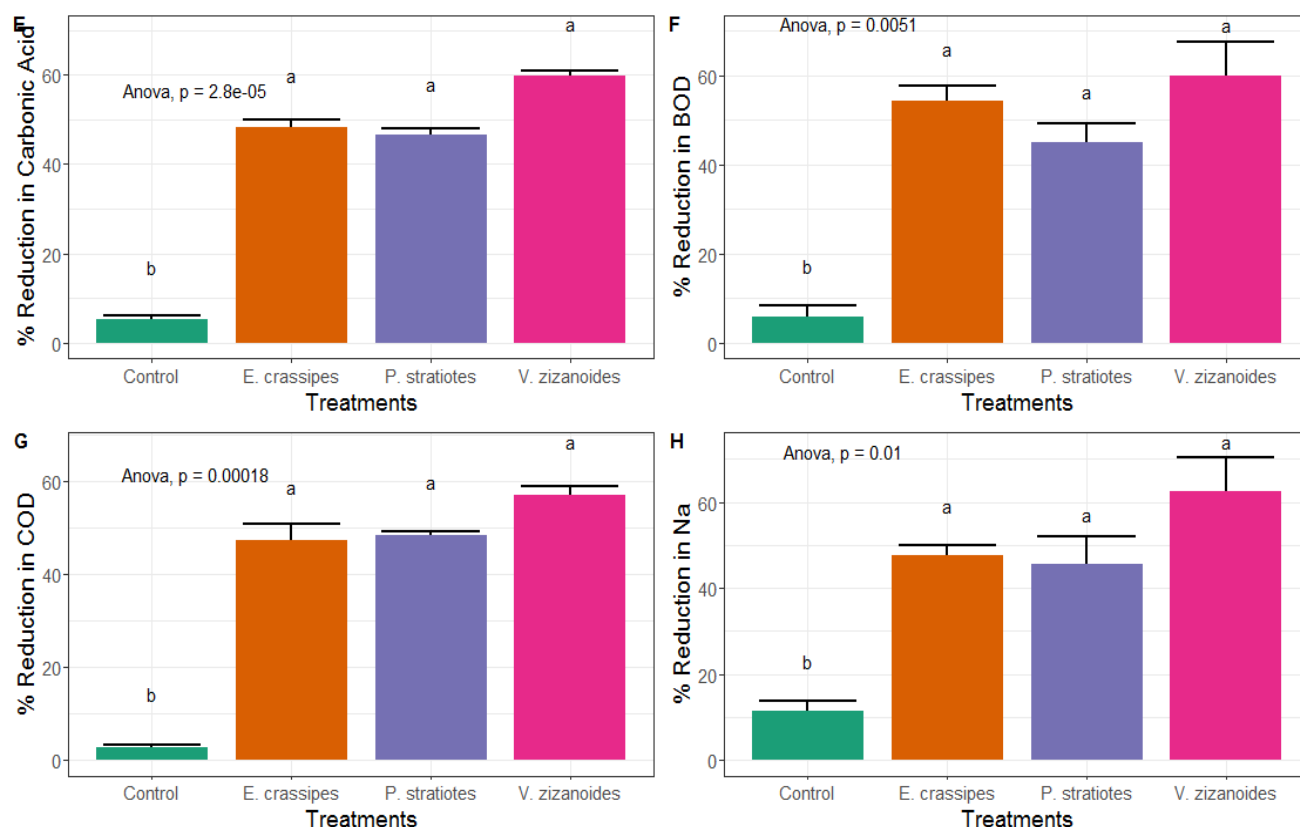 E
% Reduction in Carbonic Acid
Anova, p = 2.8e-05
b
a
a
a
60
40
20
0
Control
E. crassipes
P. stratiotes
V. zizanoides
Treatments
F
% Reduction in BOD
Anova, p = 0.0051
b
a
a
a
60
40
20
0
Control
E. crassipes
P. stratiotes
V. zizanoides
Treatments
G
% Reduction in COD
Anova, p = 0.00018
b
a
a
a
60
40
20
0
Control
E. crassipes
P. stratiotes
V. zizanoides
Treatments
H
% Reduction in Na
Anova, p = 0.01
b
a
a
a
60
40
20
0
Control
E. crassipes
P. stratiotes
V. zizanoides
Treatments